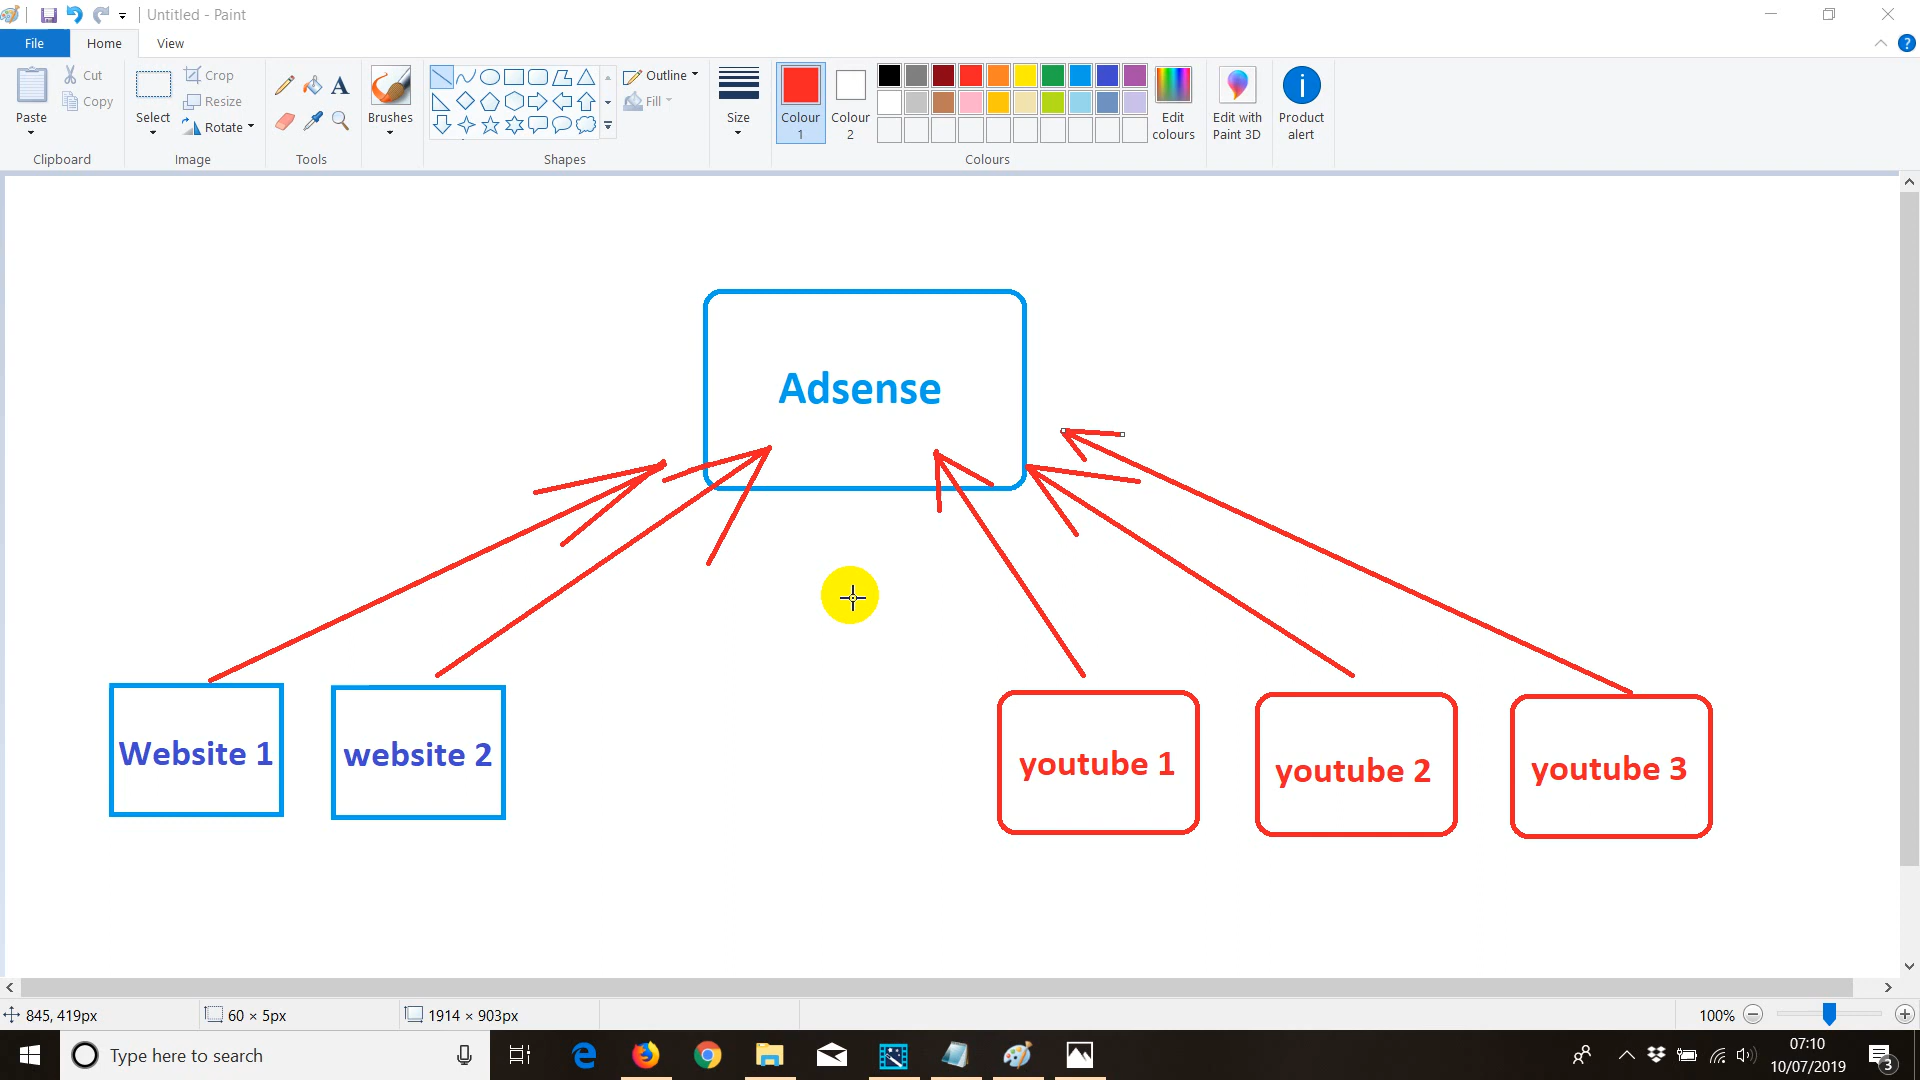 Untitled - Paint
File
Home
View
?
Paste
Cut
Copy
Clipboard
Select
Crop
Resize
Rotate
Image
A
Tools
Brushes
Outline
Fill
Shapes
Size
Colour 1
Colour 2
Edit colours
Colours
Edit with Paint 3D
Product alert
Adsense
Website 1
website 2
youtube 1
youtube 2
youtube 3
845, 419px
60 × 5px
1914 × 903px
100%
Type here to search
07:10
10/07/2019
3